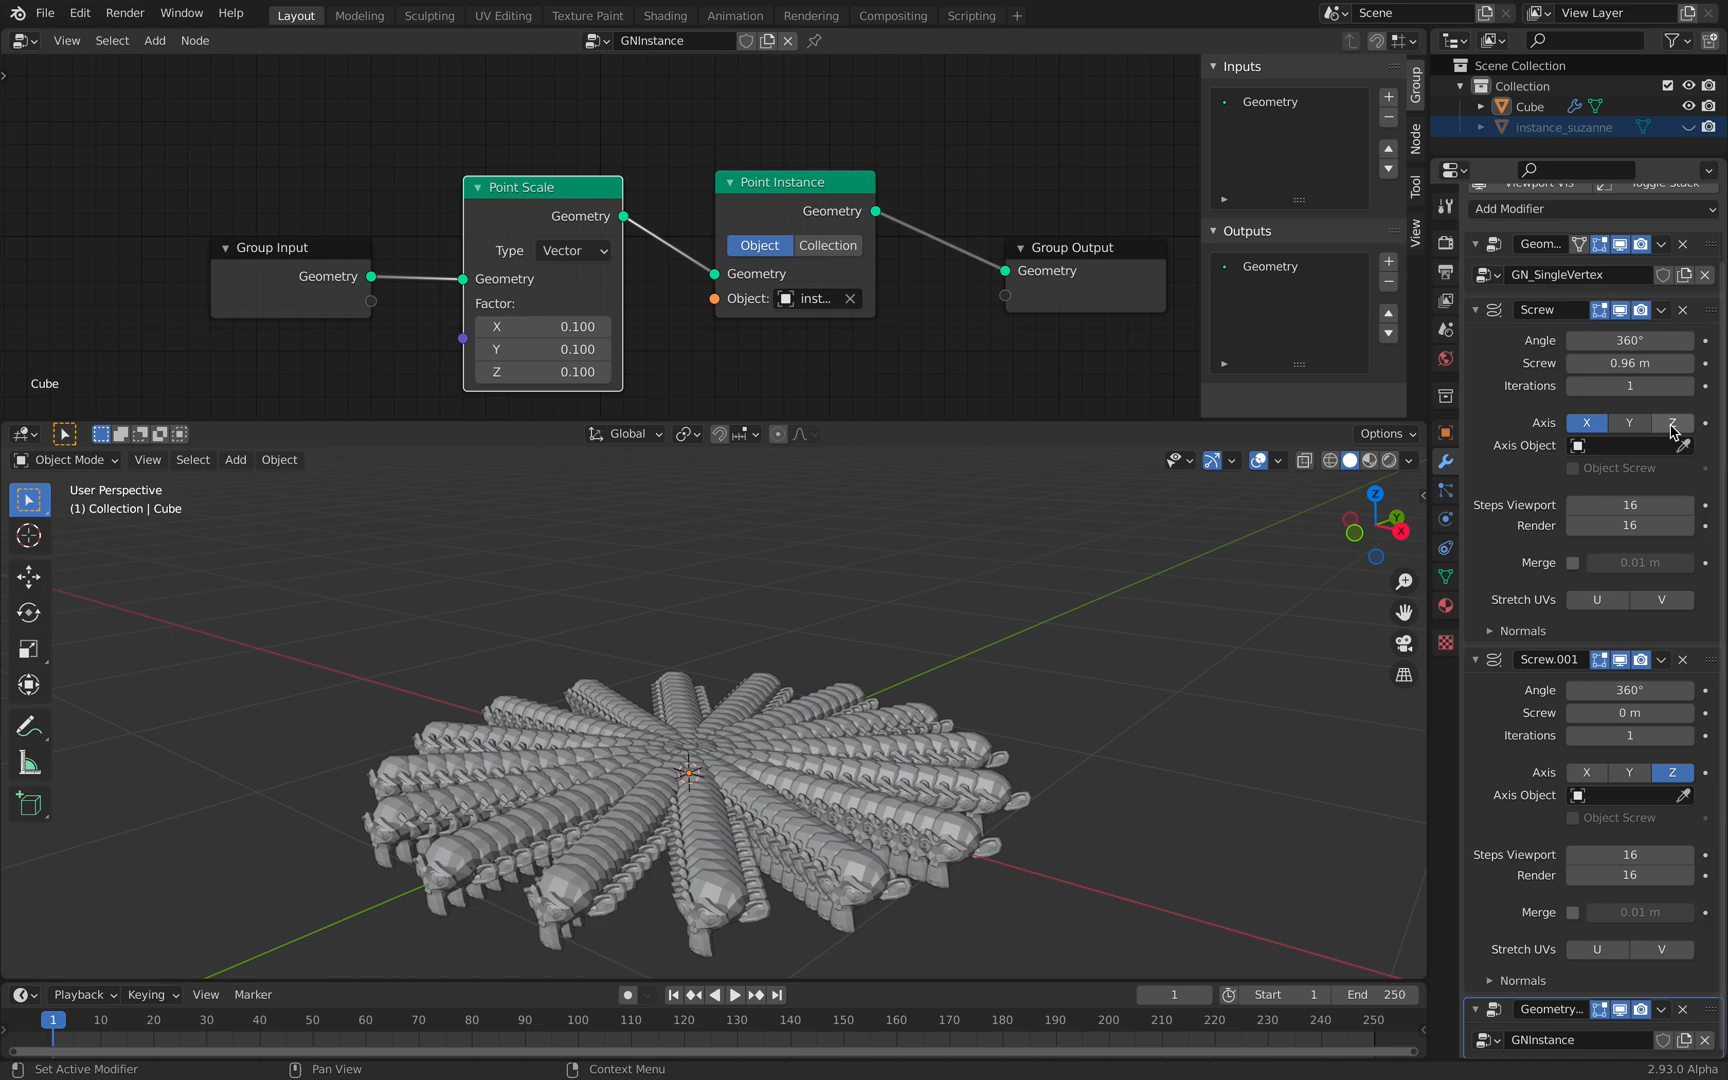 File Edit Render Window Help
Layout Modeling Sculpting UV Editing Texture Paint Shading Animation Rendering Compositing Scripting
Scene
View Layer
View Select Add Node
GNInstance
Inputs
Geometry
Outputs
Geometry
Group
Node
Tool
View
Group Input
Geometry
Point Scale
Geometry
Type Vector
Geometry
Factor:
X 0.100
Y 0.100
Z 0.100
Point Instance
Geometry
Object Collection
Geometry
Object: inst...
Group Output
Geometry
Cube
Global
Options
Object Mode View Select Add Object
User Perspective
(1) Collection | Cube
Z
Y
X
Playback Keying View Marker
1
Start 1
End 250
1 10 20 30 40 50 60 70 80 90 100 110 120 130 140 150 160 170 180 190 200 210 220 230 240 250
Set Active Modifier
Pan View
Context Menu
2.93.0 Alpha
Scene Collection
Collection
Cube
instance_suzanne
Viewport Vis
Toggle Stack
Add Modifier
Geom...
GN_SingleVertex
Screw
Angle 360°
Screw 0.96 m
Iterations 1
Axis X Y Z
Axis Object
Object Screw
Steps Viewport 16
Render 16
Merge 0.01 m
Stretch UVs U V
Normals
Screw.001
Angle 360°
Screw 0 m
Iterations 1
Axis X Y Z
Axis Object
Object Screw
Steps Viewport 16
Render 16
Merge 0.01 m
Stretch UVs U V
Normals
Geometry...
GNInstance